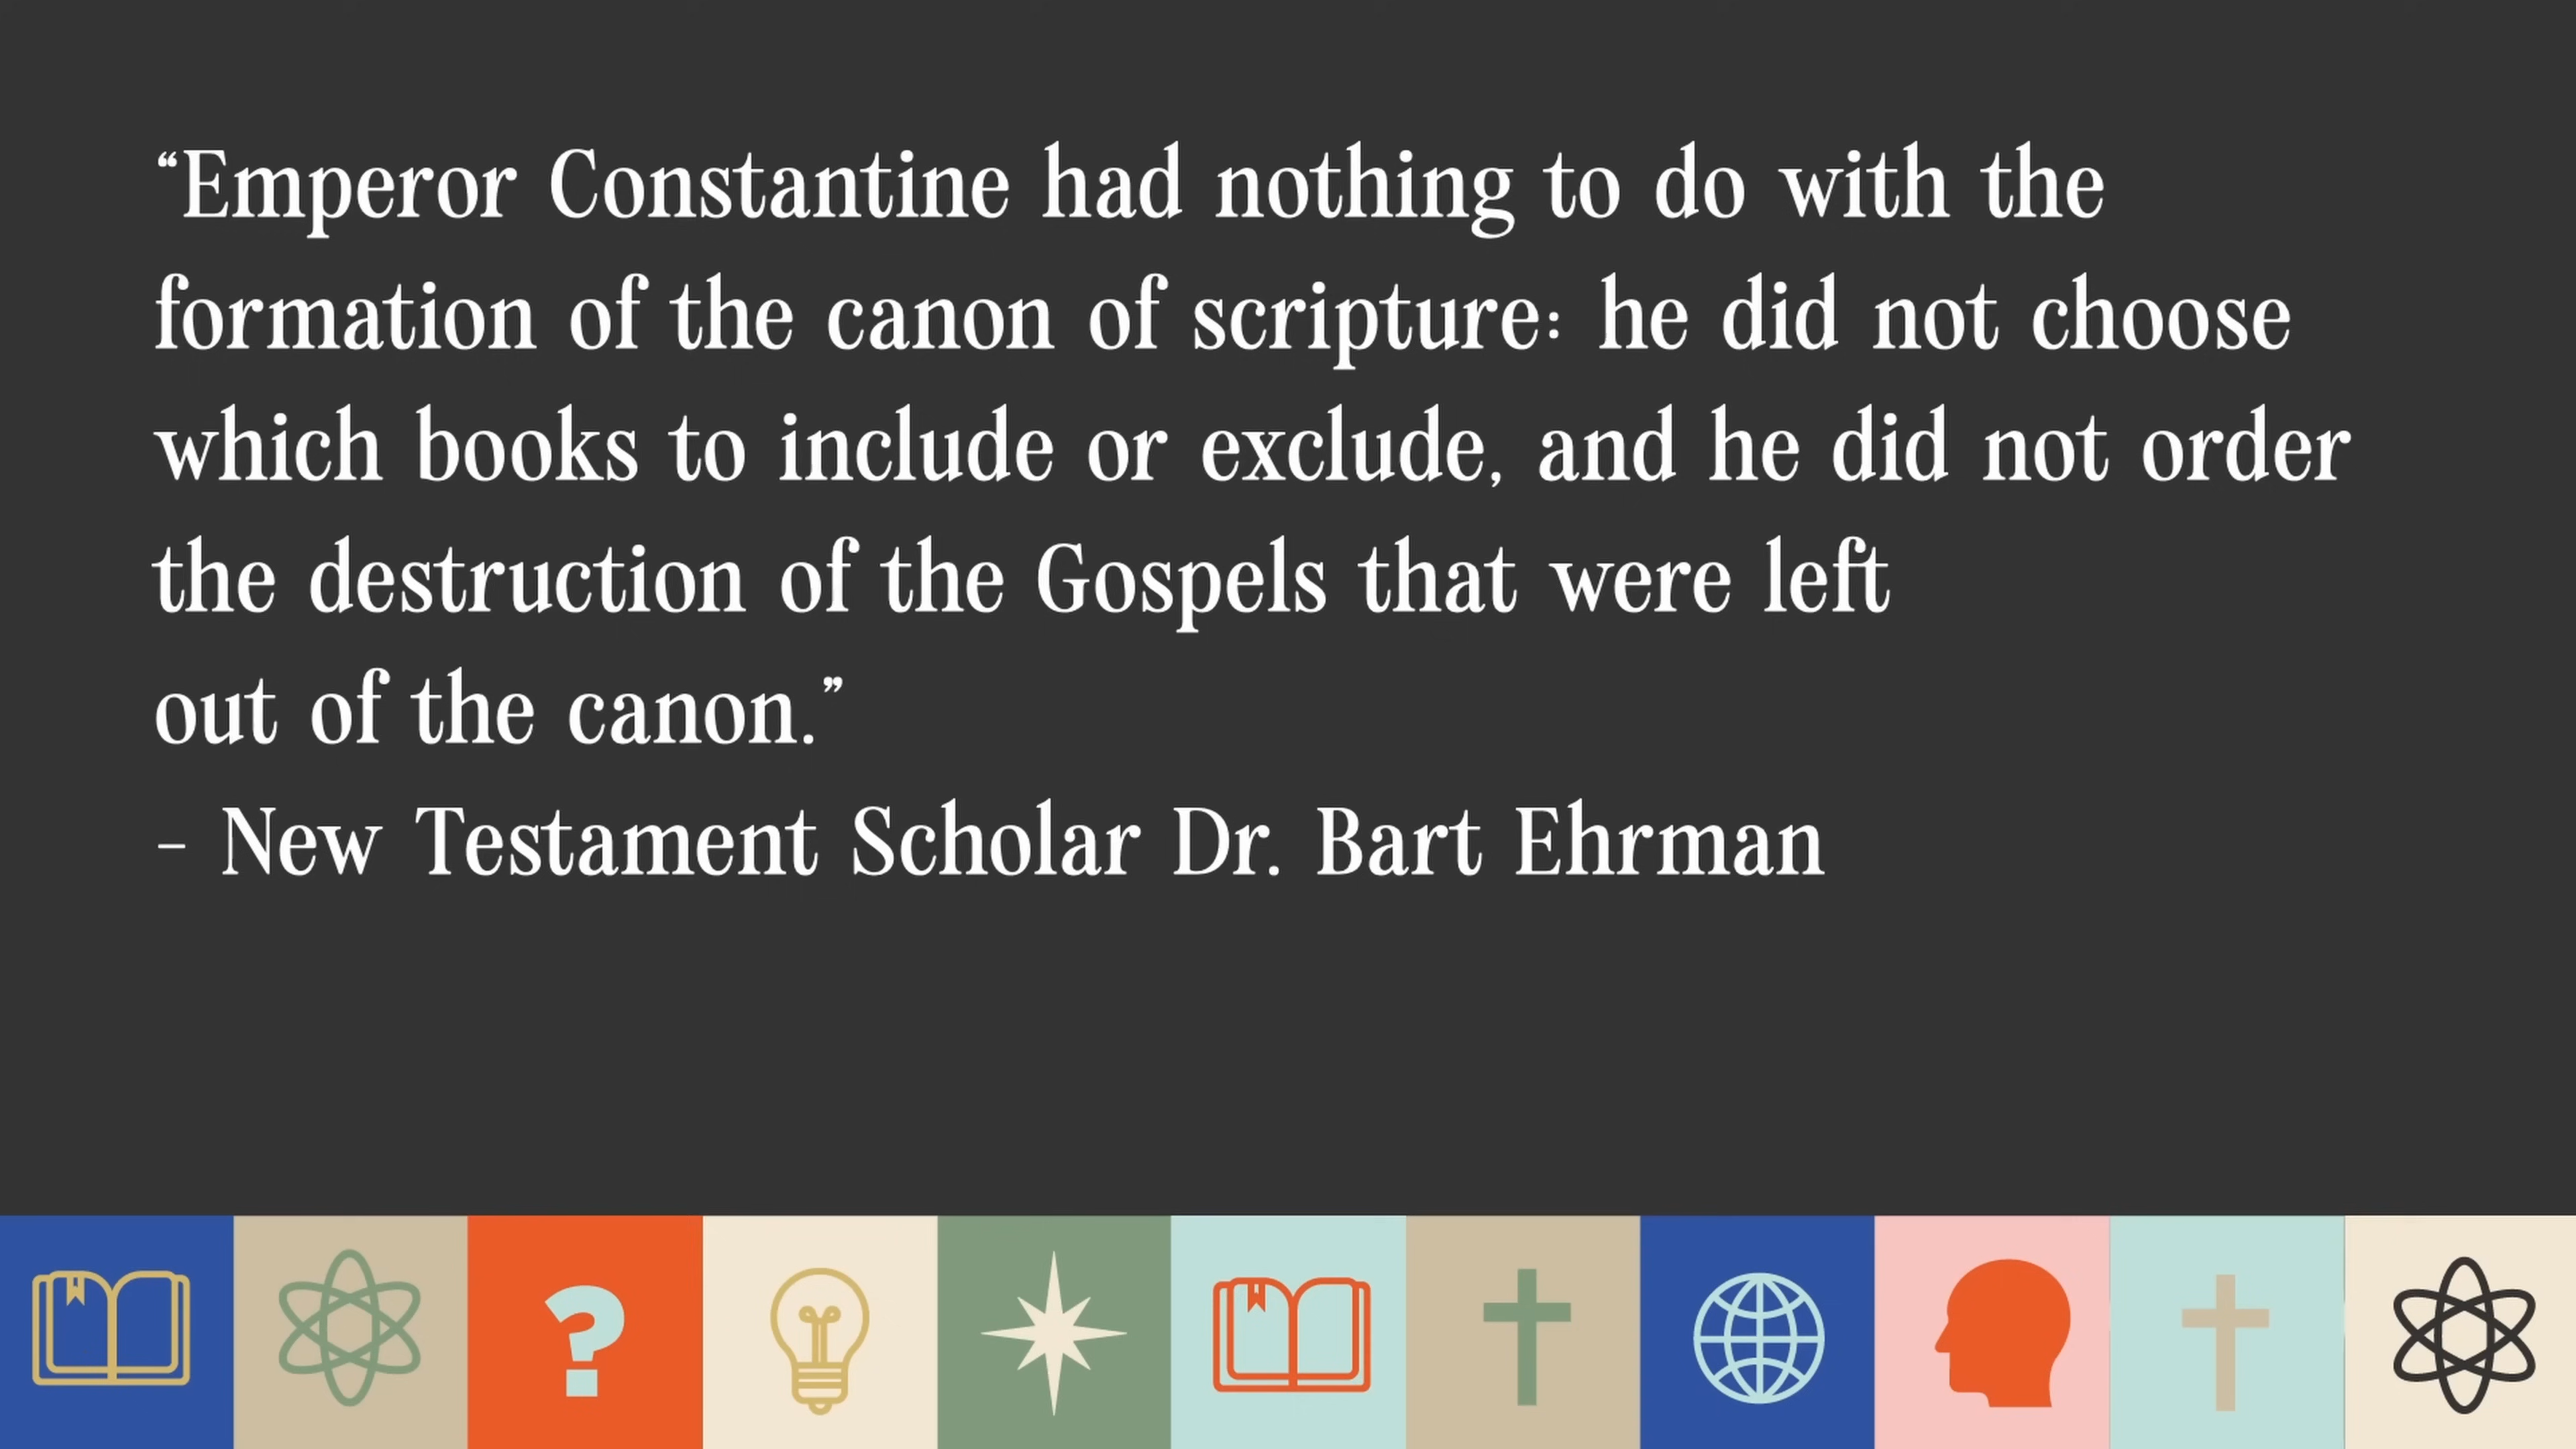 “Emperor Constantine had nothing to do with the
formation of the canon of scripture: he did not choose
which books to include or exclude, and he did not order
the destruction of the Gospels that were left
out of the canon.”
- New Testament Scholar Dr. Bart Ehrman
?